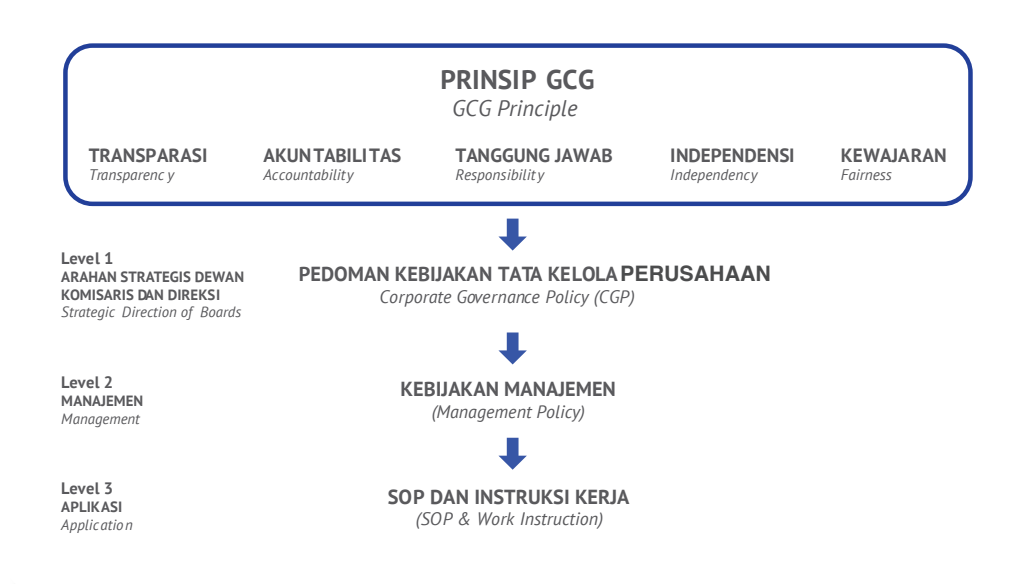 PRINSIP GCG
GCG Principle
TRANSPARASI
Transparency
AKUNTABILITAS
Accountability
TANGGUNG JAWAB
Responsibility
INDEPENDENSI
Independency
KEWAJARAN
Fairness
Level 1
ARAHAN STRATEGIS DEWAN
KOMISARIS DAN DIREKSI
Strategic Direction of Boards
PEDOMAN KEBIJAKAN TATA KELOLA PERUSAHAAN
Corporate Governance Policy (CGP)
Level 2
MANAJEMEN
Management
KEBIJAKAN MANAJEMEN
(Management Policy)
Level 3
APLIKASI
Application
SOP DAN INSTRUKSI KERJA
(SOP & Work Instruction)